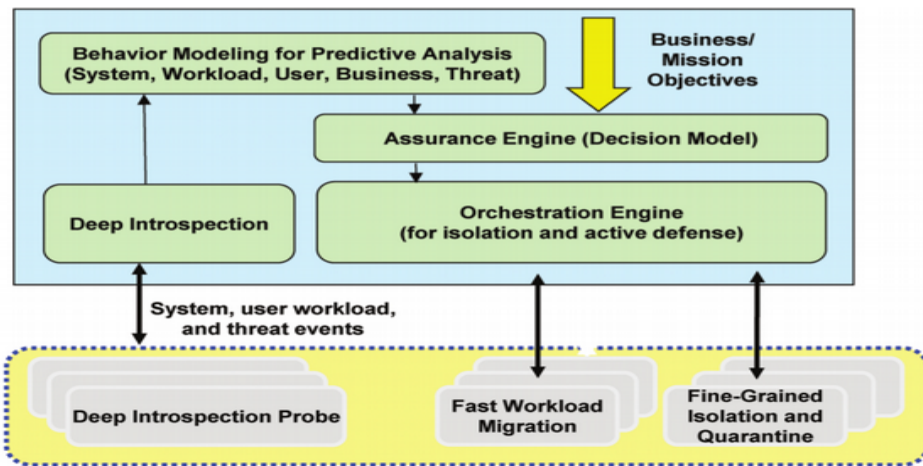 Behavior Modeling for Predictive Analysis
(System, Workload, User, Business, Threat)
Business/
Mission
Objectives
Assurance Engine (Decision Model)
Deep Introspection
Orchestration Engine
(for isolation and active defense)
System, user workload,
and threat events
Deep Introspection Probe
Fast Workload
Migration
Fine-Grained
Isolation and
Quarantine